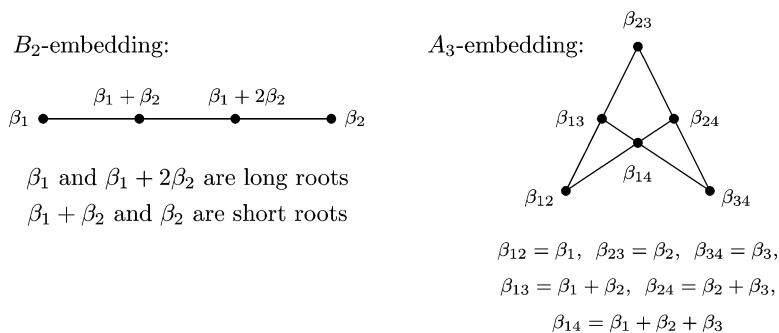 B₂-embedding:
β₁
β₁ + β₂
β₁ + 2β₂
β₂
β₁ and β₁ + 2β₂ are long roots
β₁ + β₂ and β₂ are short roots
A₃-embedding:
β₂₃
β₁₃
β₂₄
β₁₄
β₁₂
β₃₄
β₁₂ = β₁, β₂₃ = β₂, β₃₄ = β₃,
β₁₃ = β₁ + β₂, β₂₄ = β₂ + β₃,
β₁₄ = β₁ + β₂ + β₃